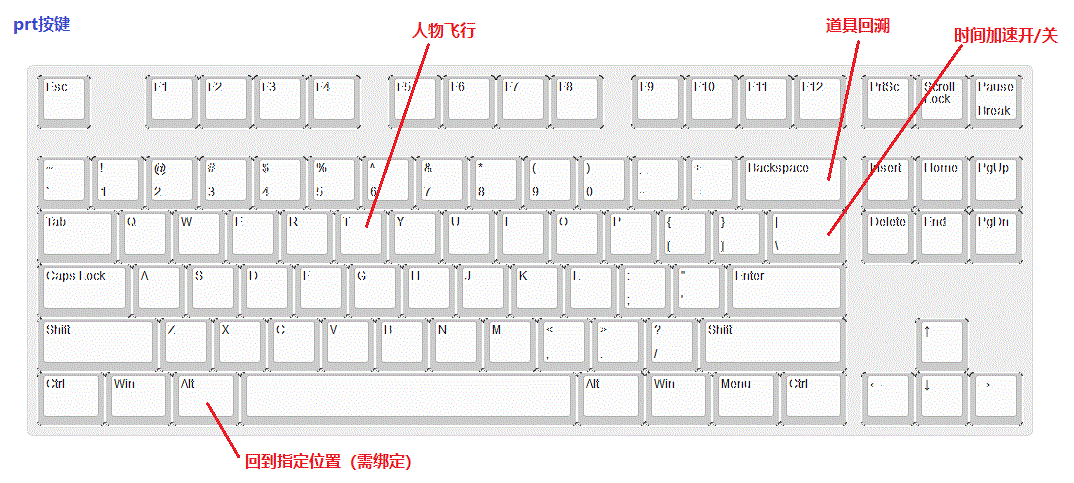 prt按键
人物飞行
道具回溯
时间加速开/关
Esc F1 F2 F3 F4 F5 F6 F7 F8 F9 F10 F11 F12 PrtSc Scroll Lock Pause Break
~ ` ! 1 @ 2 # 3 $ 4 % 5 ^ 6 & 7 * 8 ( 9 ) 0 Backspace Insert Home PgUp
Tab Q W E R T Y U I O P { [ } ] | \ Delete End PgDn
Caps Lock A S D F G H J K L : ; " ' Enter
Shift Z X C V B N M < , > . ? / Shift ↑
Ctrl Win Alt Alt Win Menu Ctrl ← ↓ →
回到指定位置（需绑定）